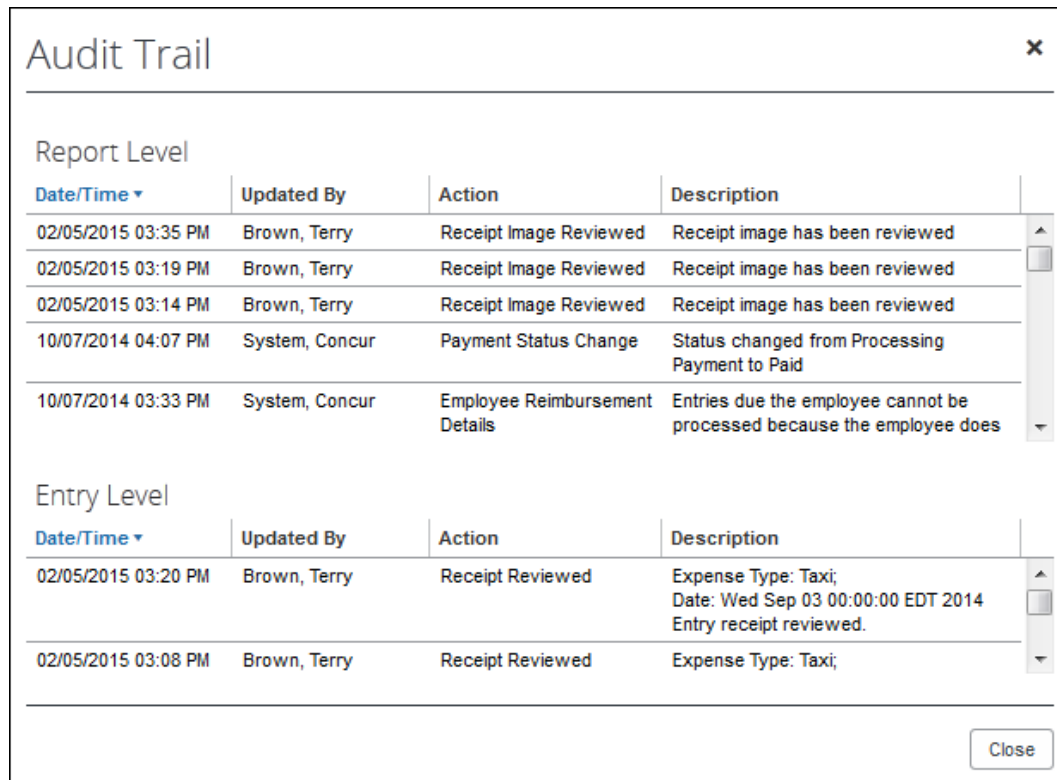 Audit Trail
Report Level
Date/Time Updated By Action Description
02/05/2015 03:35 PM Brown, Terry Receipt Image Reviewed Receipt image has been reviewed
02/05/2015 03:19 PM Brown, Terry Receipt Image Reviewed Receipt image has been reviewed
02/05/2015 03:14 PM Brown, Terry Receipt Image Reviewed Receipt image has been reviewed
10/07/2014 04:07 PM System, Concur Payment Status Change Status changed from Processing
Payment to Paid
10/07/2014 03:33 PM System, Concur Employee Reimbursement Entries due the employee cannot be
Details processed because the employee does
Entry Level
Date/Time Updated By Action Description
02/05/2015 03:20 PM Brown, Terry Receipt Reviewed Expense Type: Taxi;
Date: Wed Sep 03 00:00:00 EDT 2014
Entry receipt reviewed.
02/05/2015 03:08 PM Brown, Terry Receipt Reviewed Expense Type: Taxi;
Close